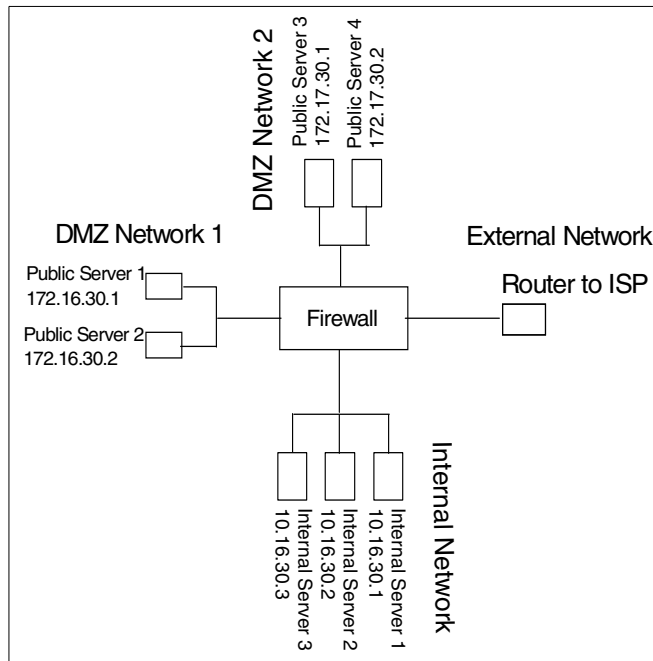 DMZ Network 2
Public Server 3
172.17.30.1
Public Server 4
172.17.30.2
DMZ Network 1
Public Server 1
172.16.30.1
Public Server 2
172.16.30.2
External Network
Router to ISP
Firewall
Internal Network
Internal Server 1
10.16.30.1
Internal Server 2
10.16.30.2
Internal Server 3
10.16.30.3